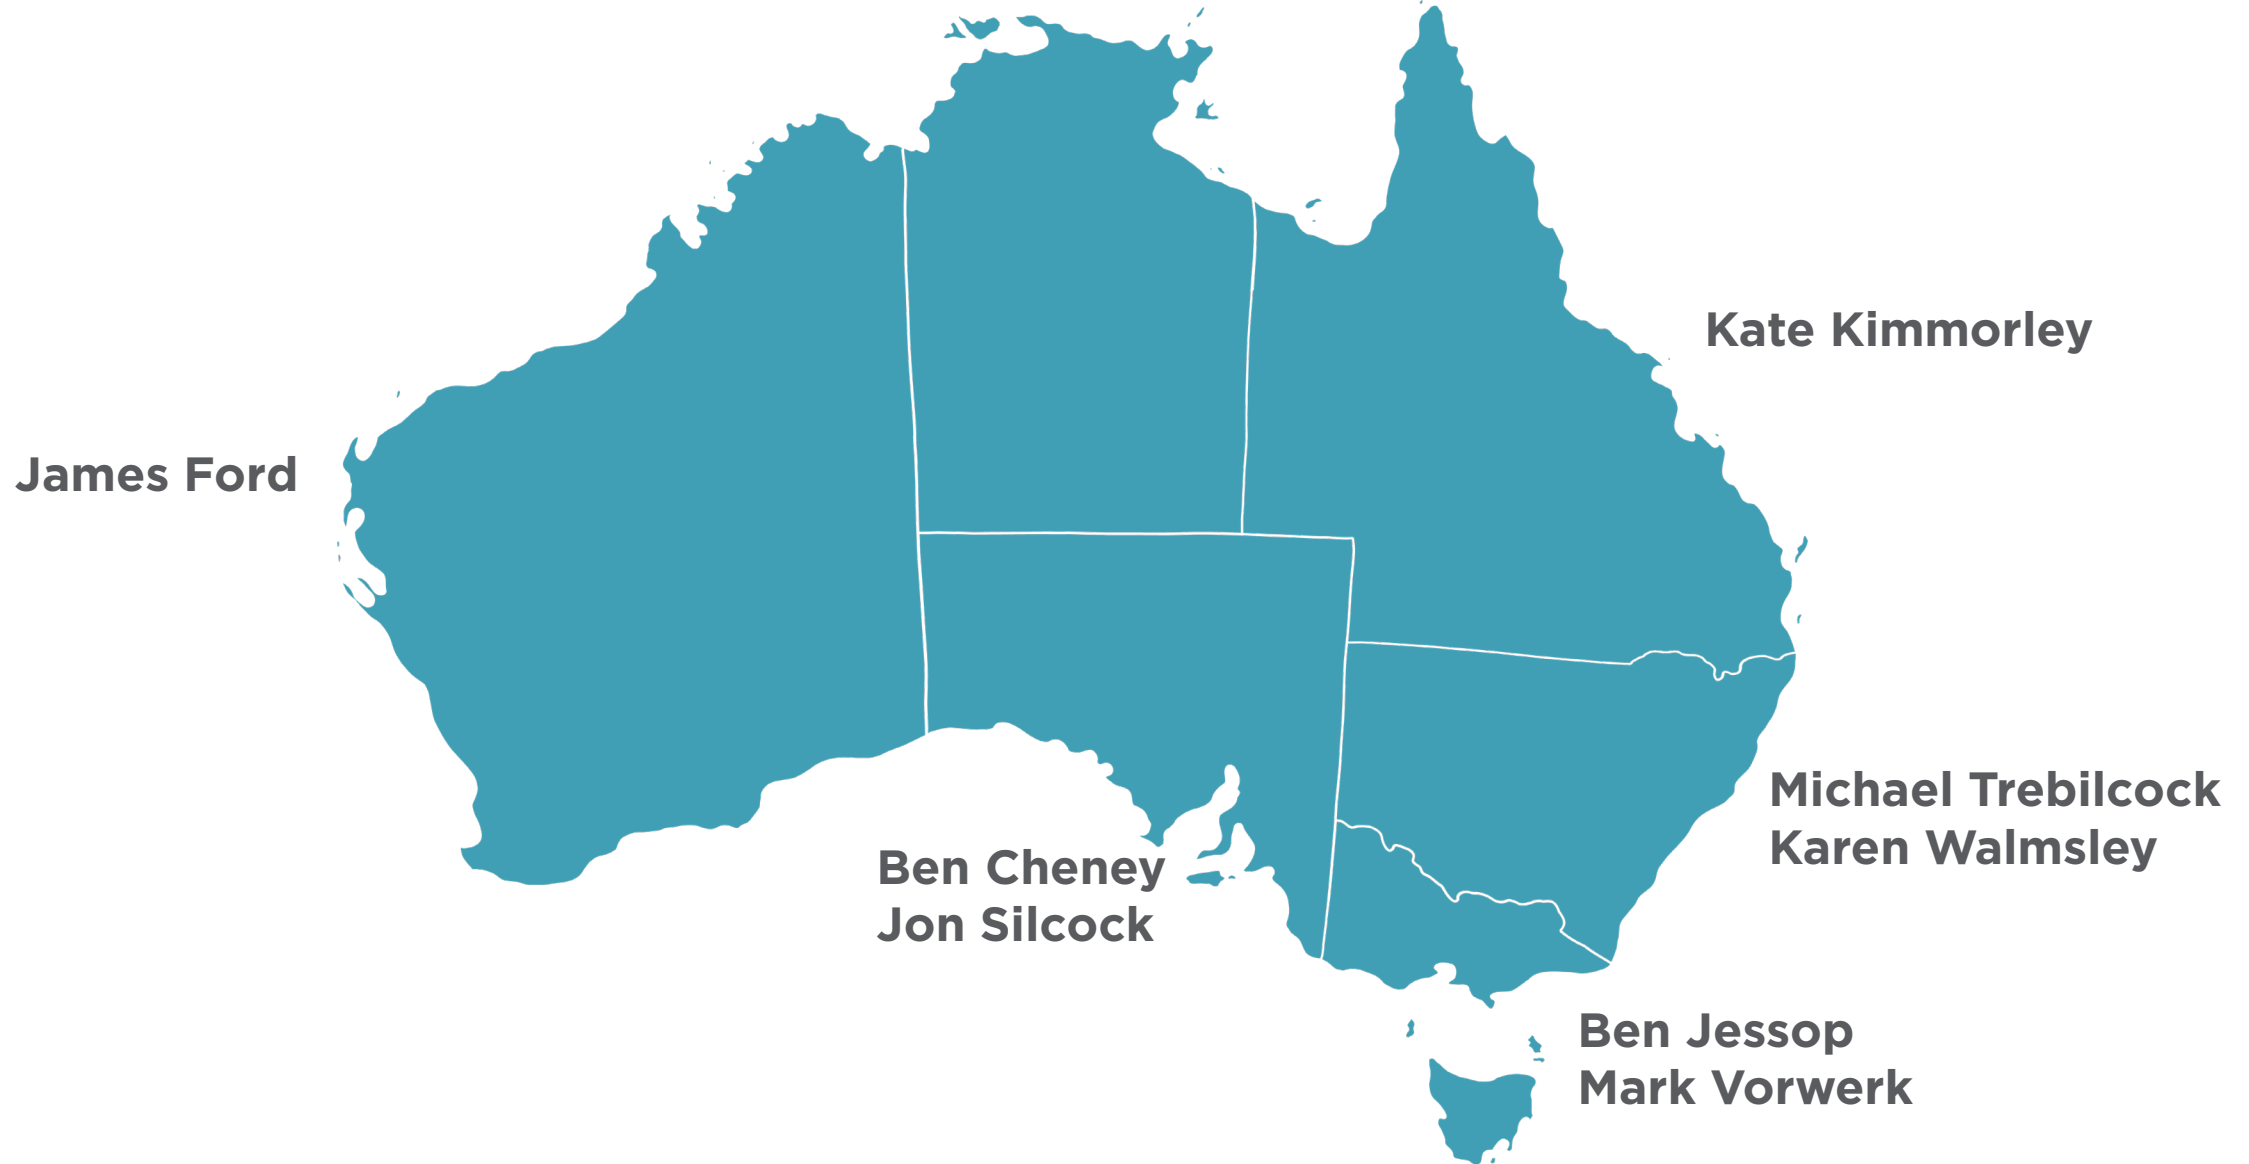 Kate Kimmorley
James Ford
Michael Trebilcock
Karen Walmsley
Ben Cheney
Jon Silcock
Ben Jessop
Mark Vorwerk